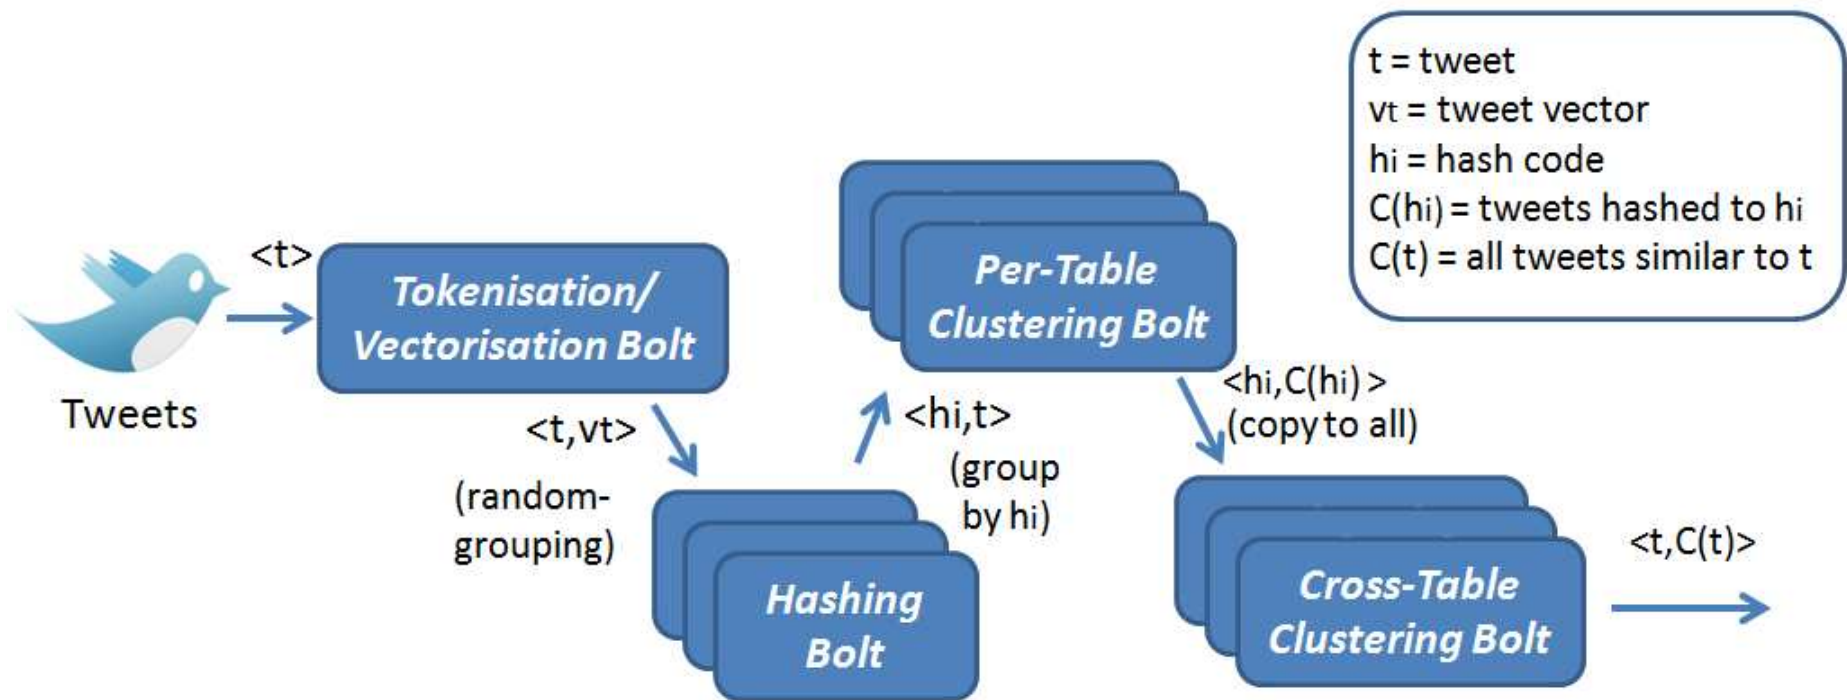 <t>
Tweets
Tokenisation/
Vectorisation Bolt
<t,vt>
(random-
grouping)
Hashing
Bolt
<hi,t>
(group
by hi)
Per-Table
Clustering Bolt
<hi,C(hi) >
(copy to all)
Cross-Table
Clustering Bolt
<t,C(t)>
t = tweet
vt = tweet vector
hi = hash code
C(hi) = tweets hashed to hi
C(t) = all tweets similar to t